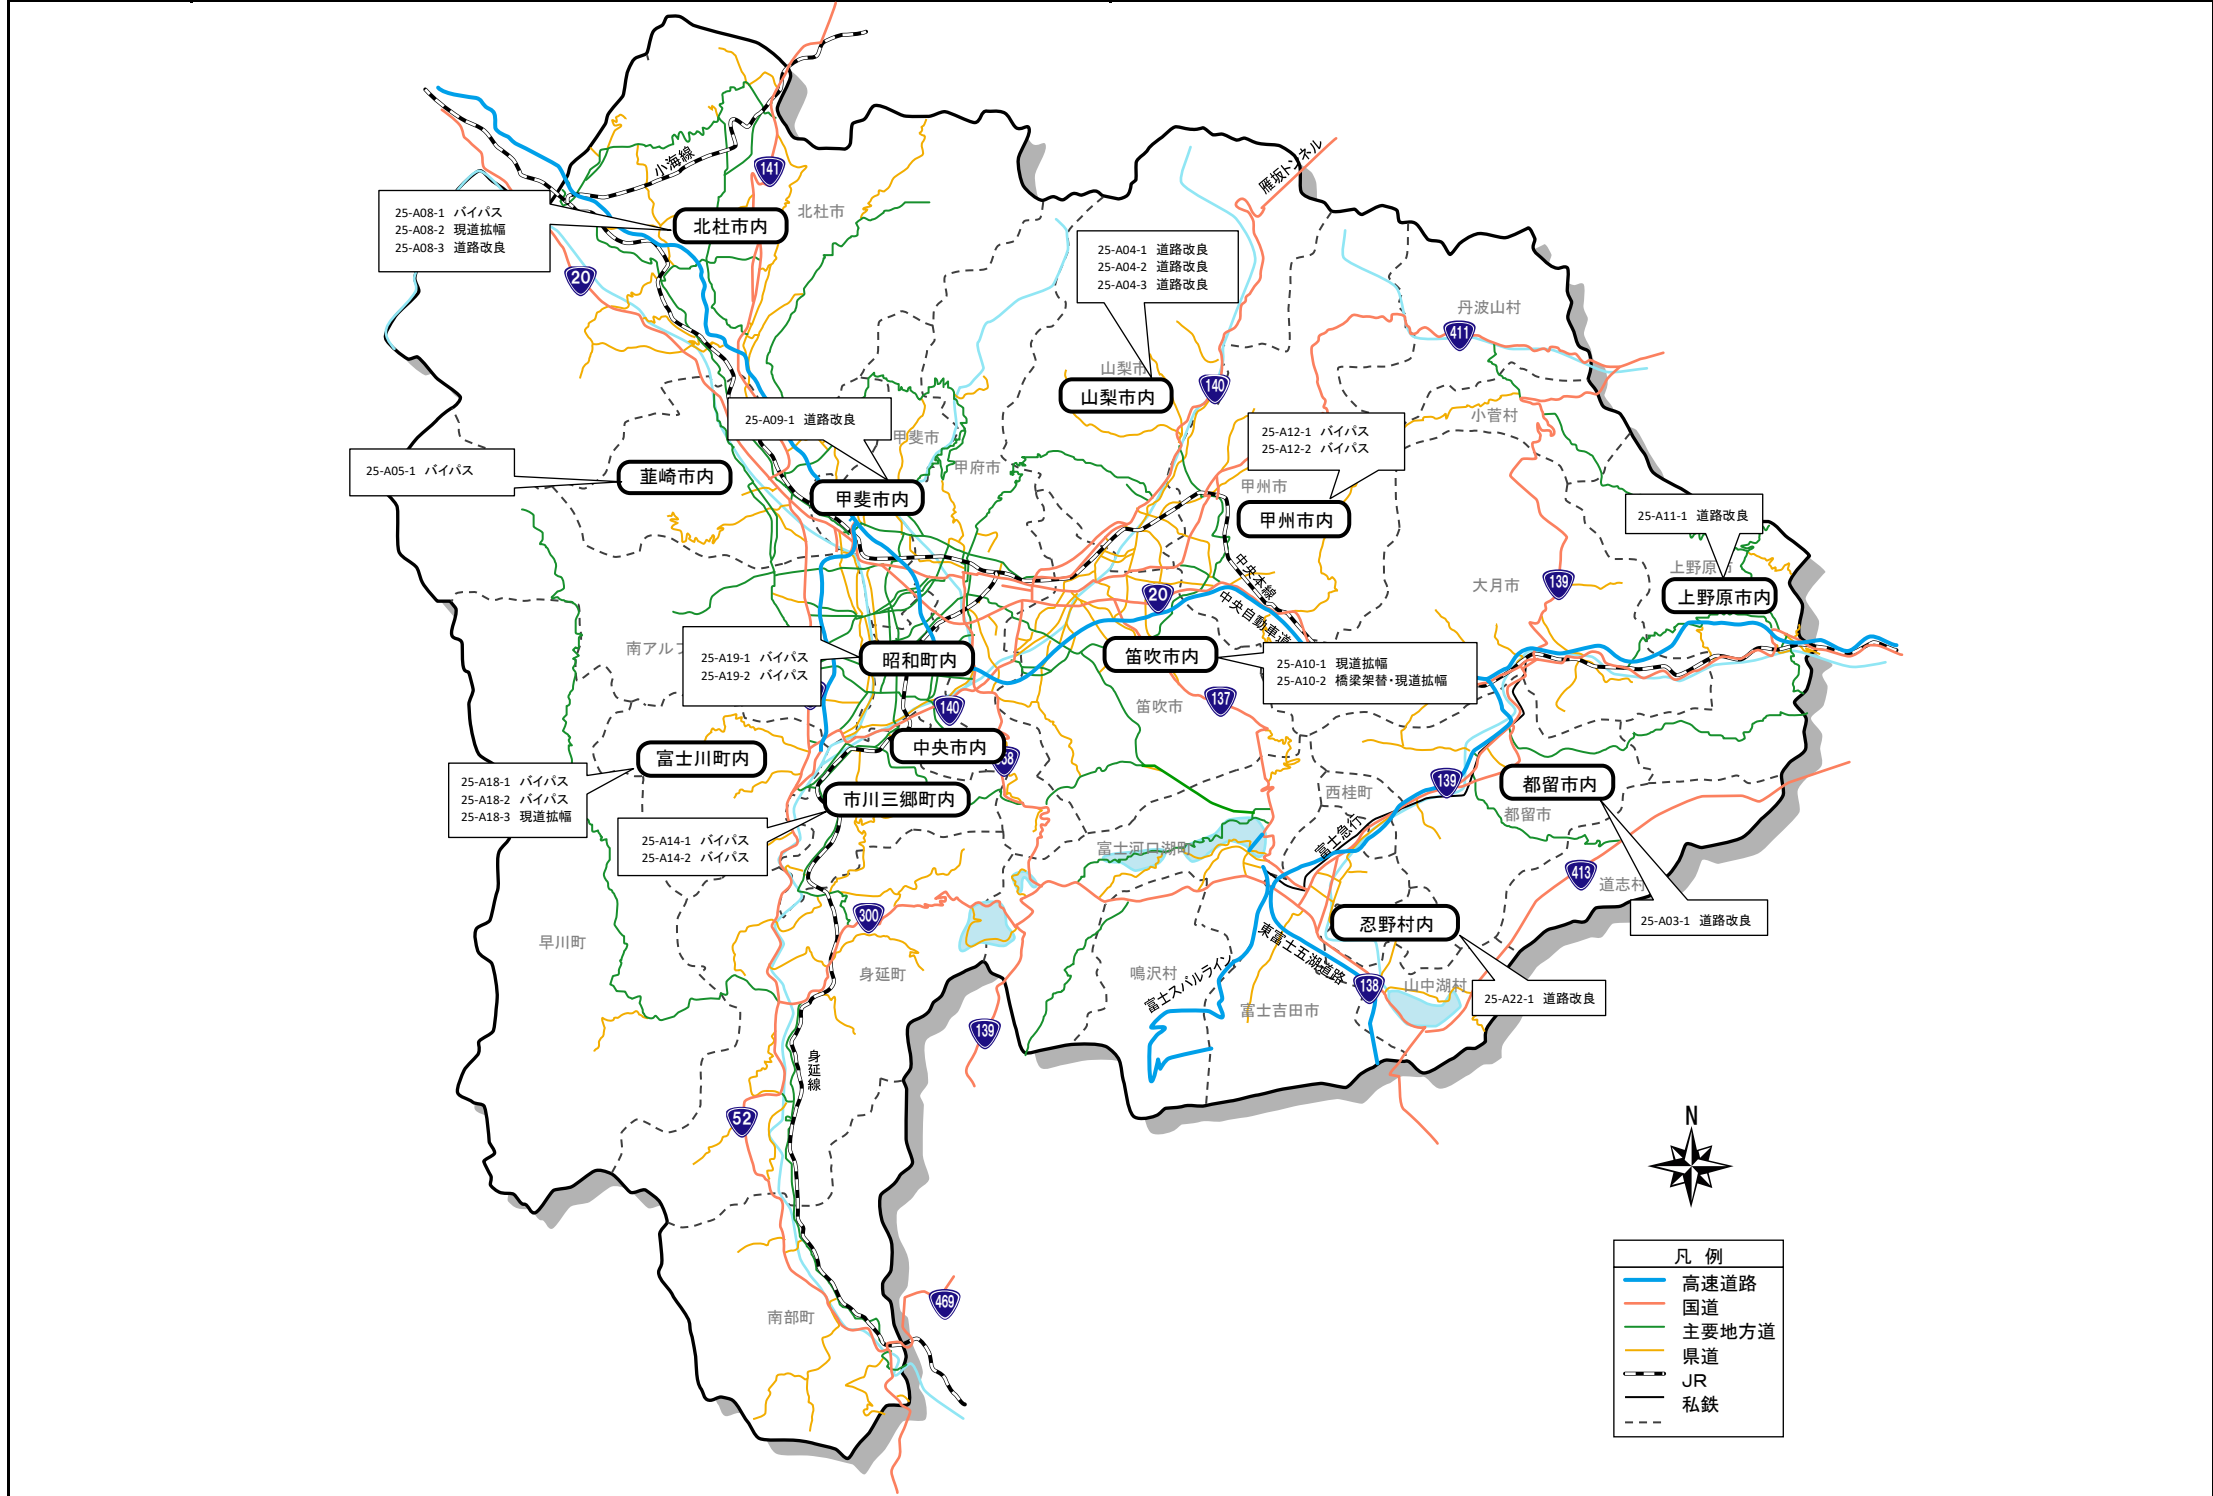 小海線
141
北杜市
北杜市内
25-A08-1 バイパス
25-A08-2 現道拡幅
25-A08-3 道路改良
20
雁坂トンネル
25-A04-1 道路改良
25-A04-2 道路改良
25-A04-3 道路改良
丹波山村
411
山梨市
山梨市内
140
小菅村
25-A09-1 道路改良
甲斐市
25-A12-1 バイパス
25-A12-2 バイパス
25-A05-1 バイパス
韮崎市内
甲府市
甲斐市内
甲州市
甲州市内
25-A11-1 道路改良
中央本線
20
中央自動車道
大月市
139
上野原市
上野原市内
南アルプ
25-A19-1 バイパス
25-A19-2 バイパス
昭和町内
笛吹市内
25-A10-1 現道拡幅
25-A10-2 橋梁架替・現道拡幅
140
笛吹市
137
富士川町内
中央市内
25-A18-1 バイパス
25-A18-2 バイパス
25-A18-3 現道拡幅
市川三郷町内
西桂町
139
都留市内
都留市
25-A14-1 バイパス
25-A14-2 バイパス
富士河口湖町
富士急行
413
道志村
300
忍野村内
25-A03-1 道路改良
早川町
身延町
鳴沢村
富士スバルライン
東富士五湖道路
138
山中湖村
25-A22-1 道路改良
富士吉田市
139
身延線
52
N
469
南部町
凡 例
高速道路
国道
主要地方道
県道
JR
私鉄